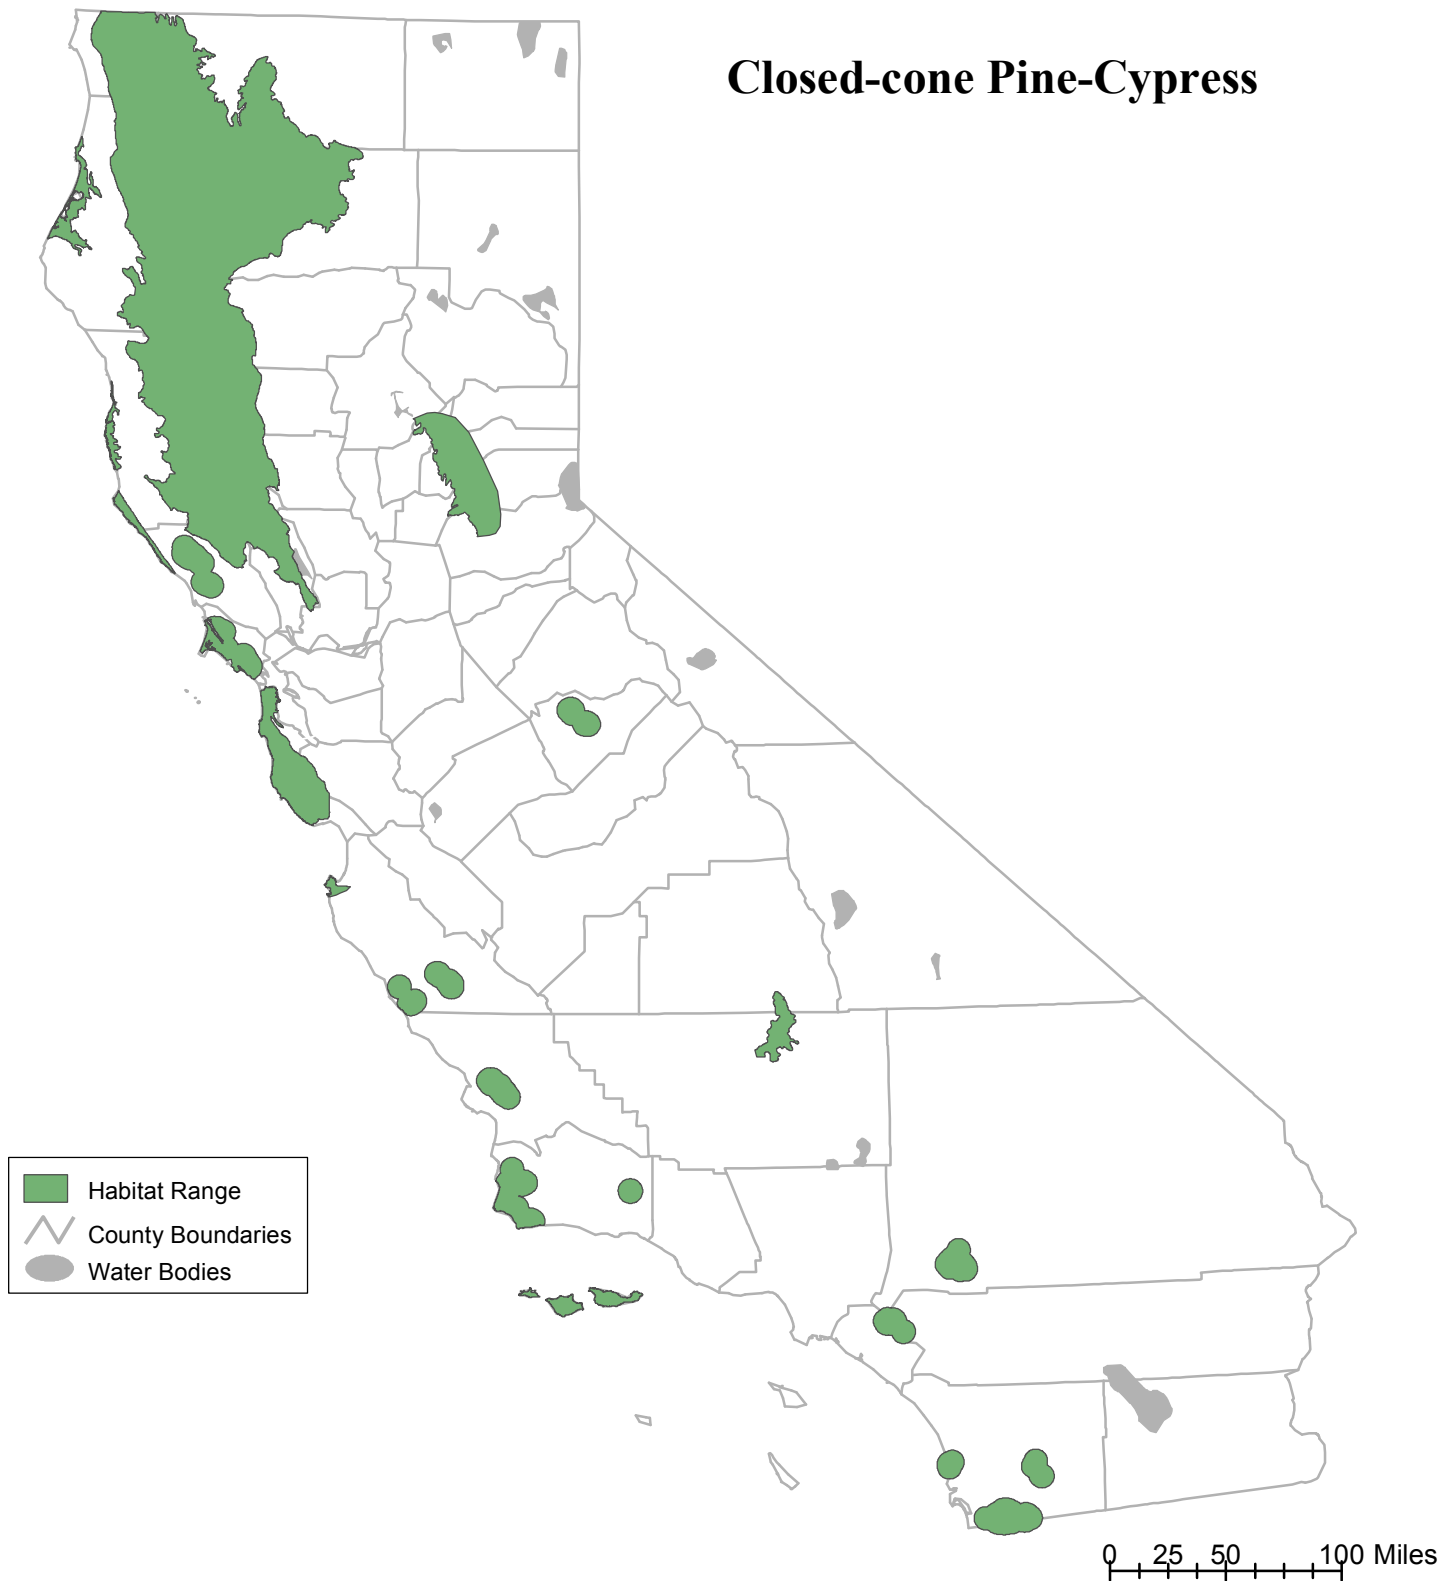 Closed-cone Pine-Cypress
Habitat Range
County Boundaries
Water Bodies
0 25 50 100 Miles